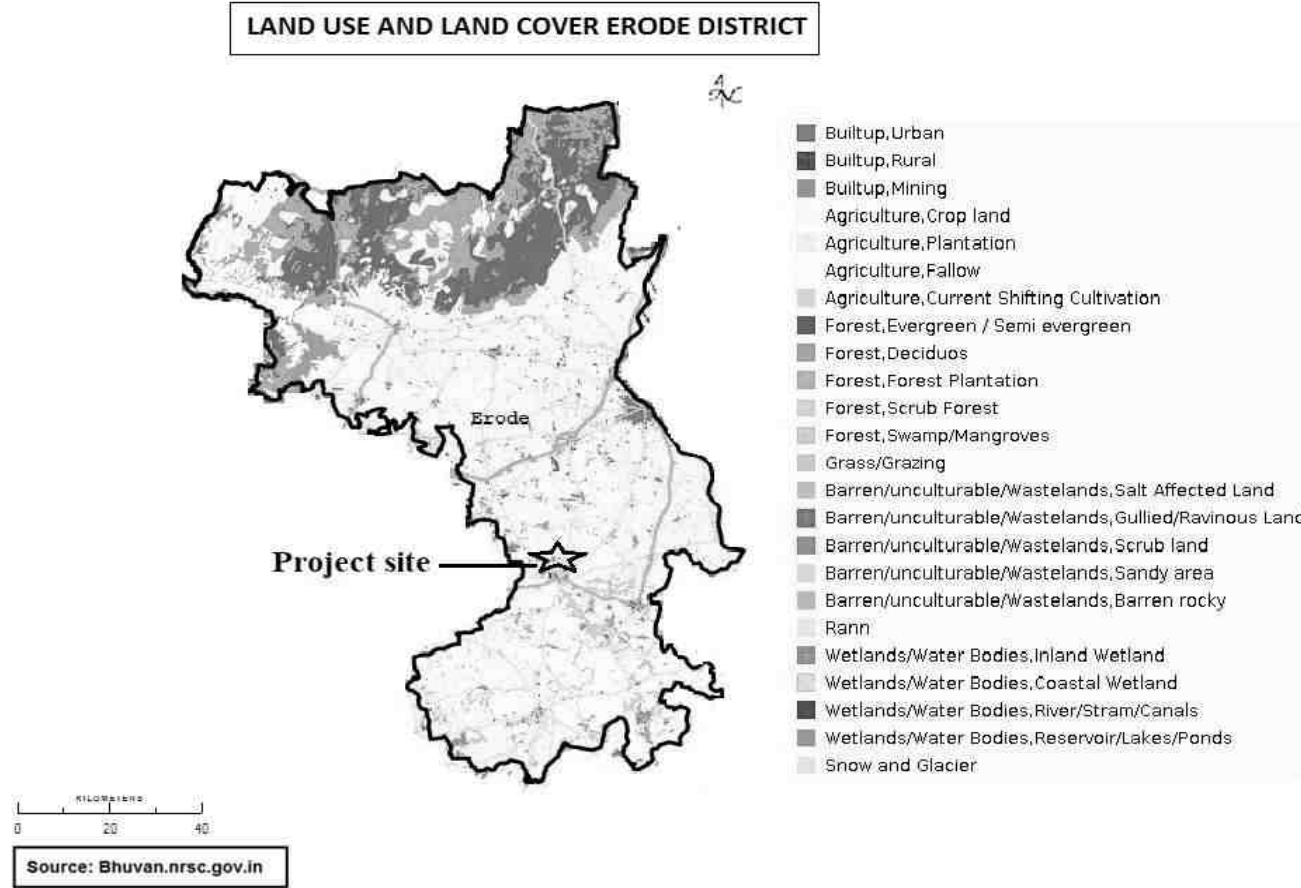 LAND USE AND LAND COVER ERODE DISTRICT
Builtup,Urban
Builtup,Rural
Builtup,Mining
Agriculture,Crop land
Agriculture,Plantation
Agriculture,Fallow
Agriculture,Current Shifting Cultivation
Forest,Evergreen / Semi evergreen
Forest,Deciduos
Forest,Forest Plantation
Forest,Scrub Forest
Forest,Swamp/Mangroves
Grass/Grazing
Barren/unculturable/Wastelands,Salt Affected Land
Barren/unculturable/Wastelands,Gullied/Ravinous Land
Barren/unculturable/Wastelands,Scrub land
Barren/unculturable/Wastelands,Sandy area
Barren/unculturable/Wastelands,Barren rocky
Rann
Wetlands/Water Bodies,Inland Wetland
Wetlands/Water Bodies,Coastal Wetland
Wetlands/Water Bodies,River/Stram/Canals
Wetlands/Water Bodies,Reservoir/Lakes/Ponds
Snow and Glacier
Erode
Project site
KILOMETERS
0 20 40
Source: Bhuvan.nrsc.gov.in